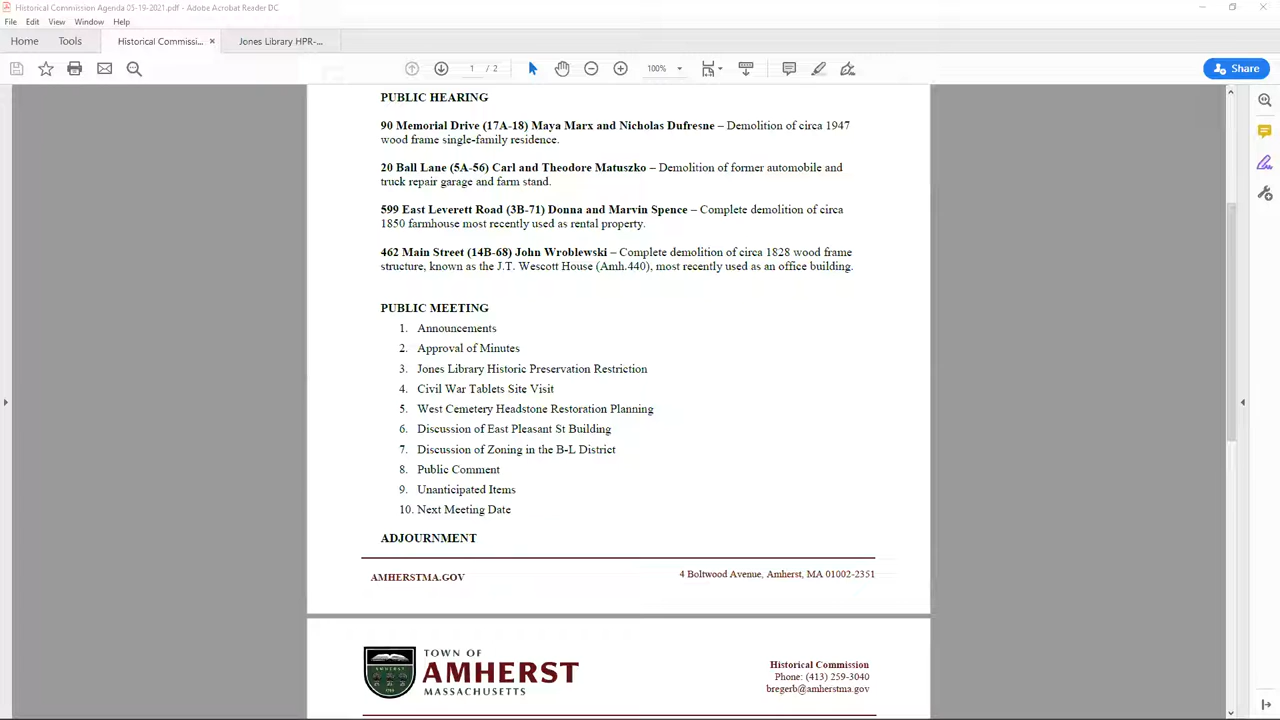 Historical Commission Agenda 05-19-2021.pdf - Adobe Acrobat Reader DC
File Edit View Window Help
Home Tools Historical Commissi... × Jones Library HPR-...
1 / 2 100% Share
PUBLIC HEARING
90 Memorial Drive (17A-18) Maya Marx and Nicholas Dufresne – Demolition of circa 1947
wood frame single-family residence.
20 Ball Lane (5A-56) Carl and Theodore Matuszko – Demolition of former automobile and
truck repair garage and farm stand.
599 East Leverett Road (3B-71) Donna and Marvin Spence – Complete demolition of circa
1850 farmhouse most recently used as rental property.
462 Main Street (14B-68) John Wroblewski – Complete demolition of circa 1828 wood frame
structure, known as the J.T. Wescott House (Amh.440), most recently used as an office building.
PUBLIC MEETING
1. Announcements
2. Approval of Minutes
3. Jones Library Historic Preservation Restriction
4. Civil War Tablets Site Visit
5. West Cemetery Headstone Restoration Planning
6. Discussion of East Pleasant St Building
7. Discussion of Zoning in the B-L District
8. Public Comment
9. Unanticipated Items
10. Next Meeting Date
ADJOURNMENT
AMHERSTMA.GOV
4 Boltwood Avenue, Amherst, MA 01002-2351
TOWN OF
AMHERST
MASSACHUSETTS
Historical Commission
Phone: (413) 259-3040
bregerb@amherstma.gov